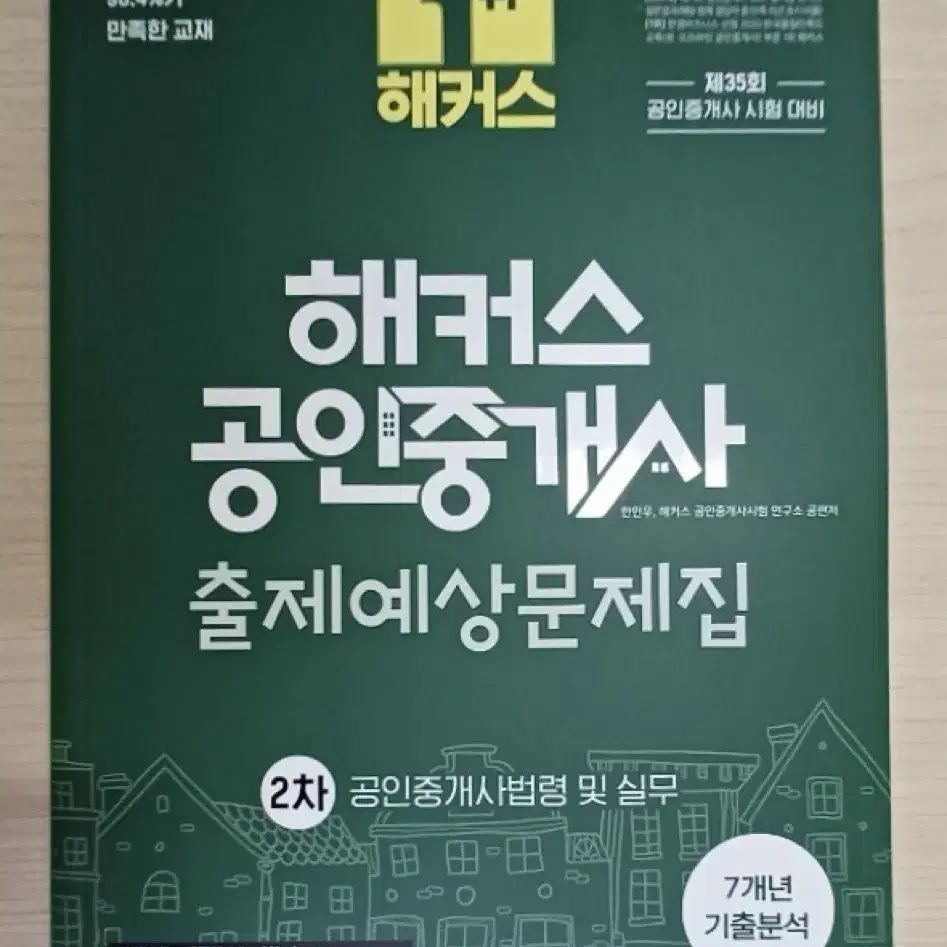 만족한 교재
해커스
제35회
공인중개사 시험 대비
해커스
공인중개사
한민우, 해커스 공인중개사시험 연구소 공편저
출제예상문제집
2차 공인중개사법령 및 실무
7개년
기출분석